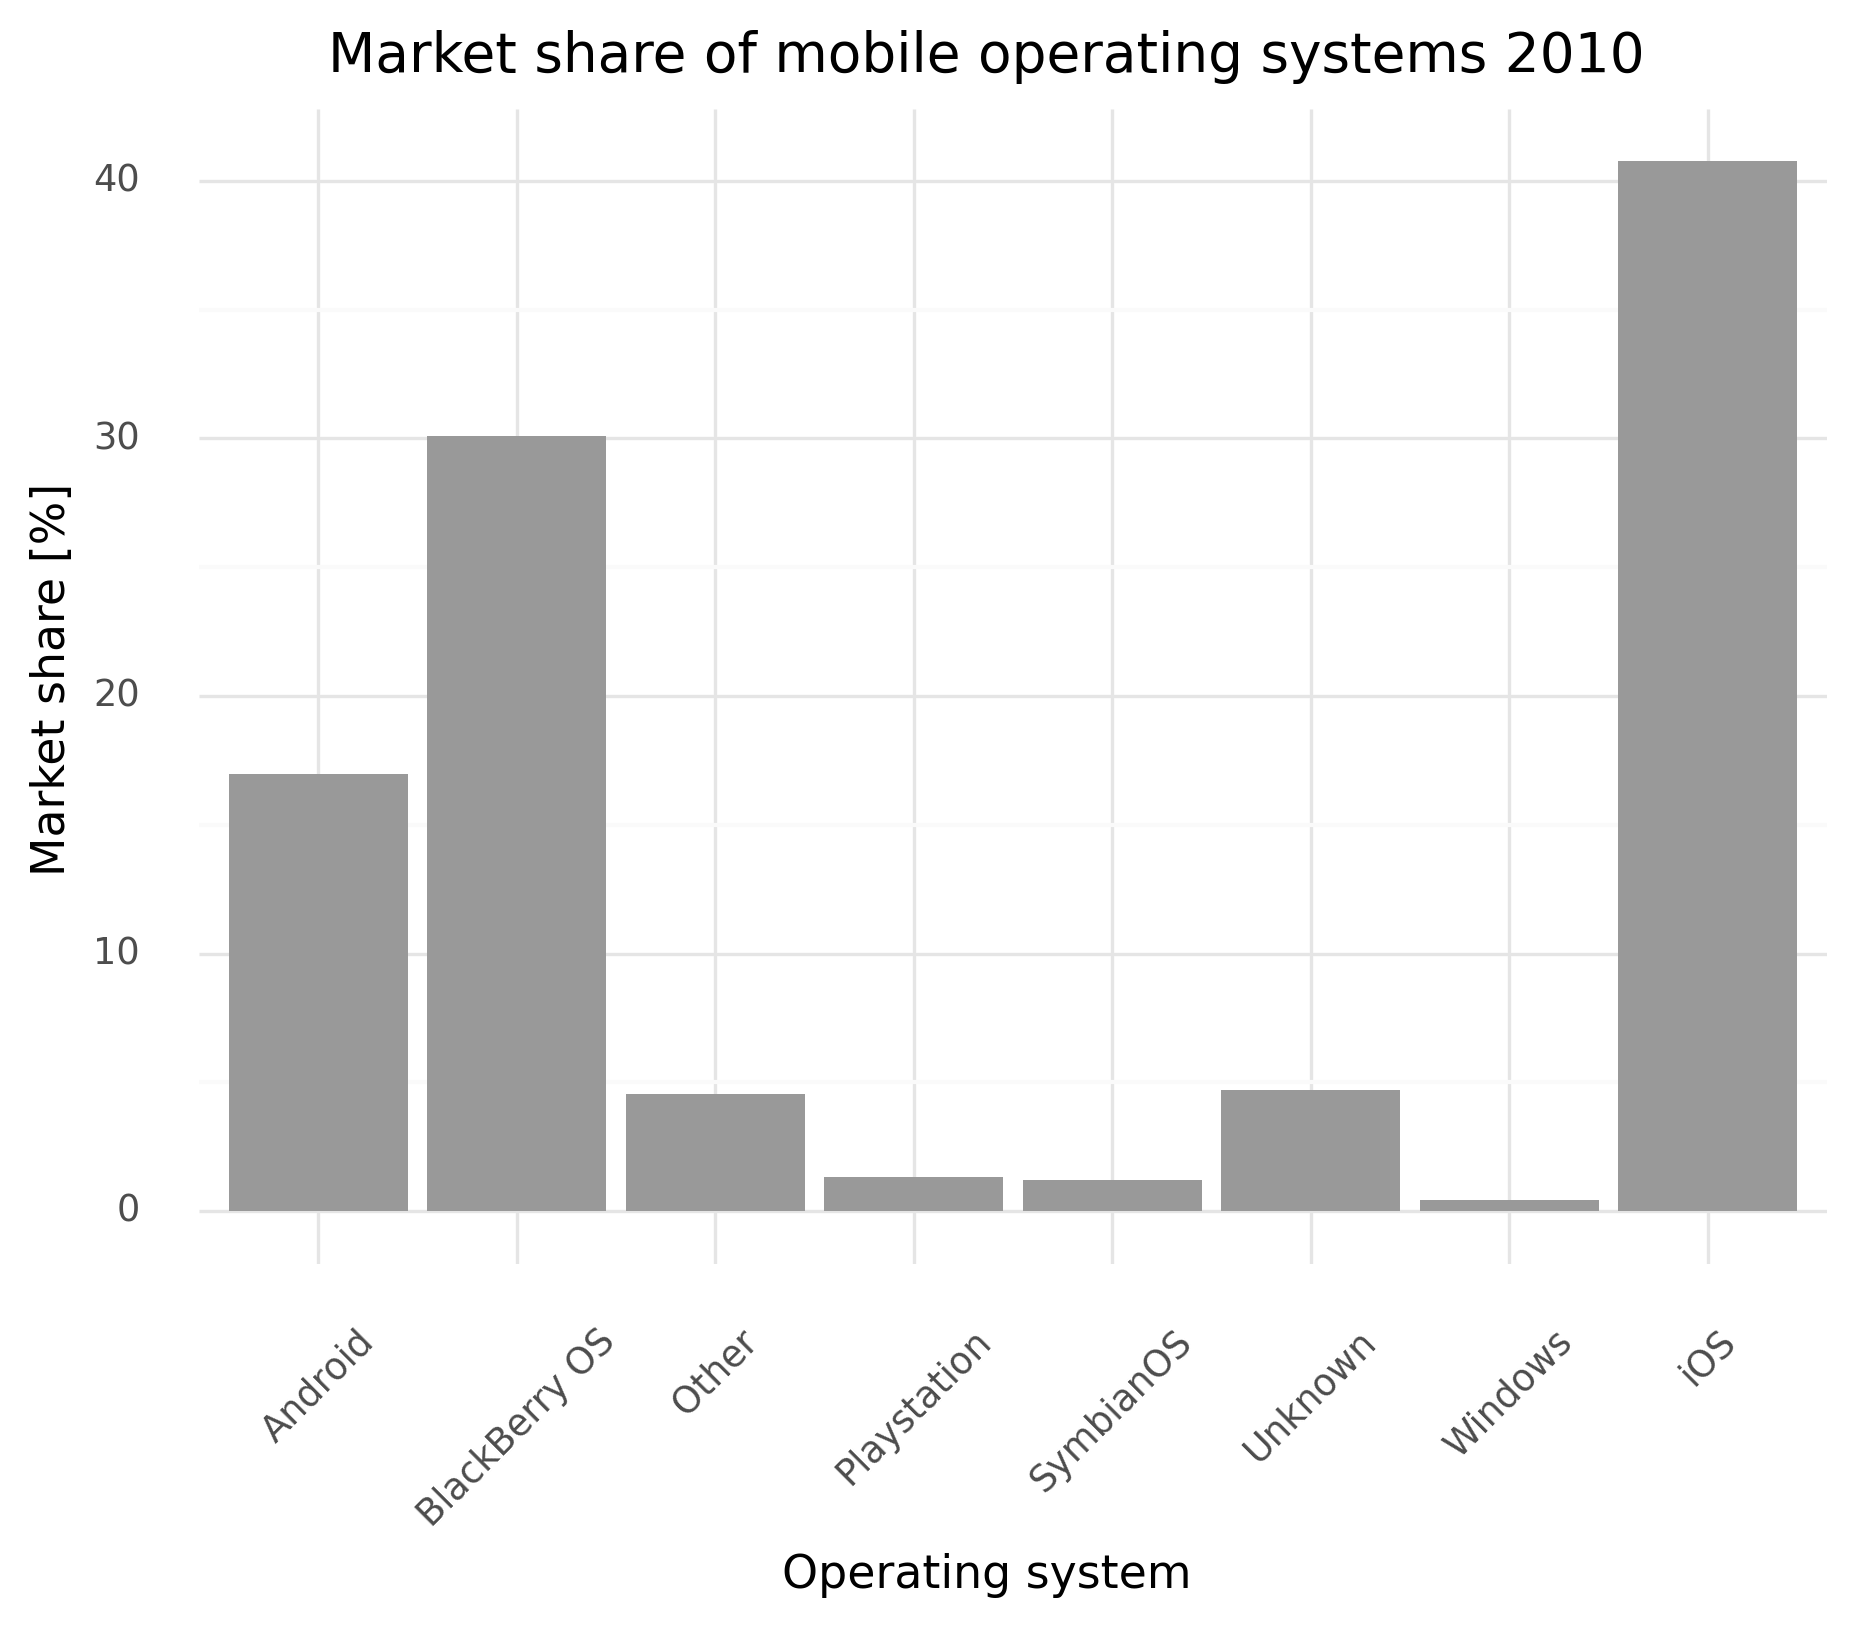 Market share of mobile operating systems 2010
Market share [%]
40
30
20
10
0
Android
BlackBerry OS
Other
Playstation
SymbianOS
Unknown
Windows
iOS
Operating system